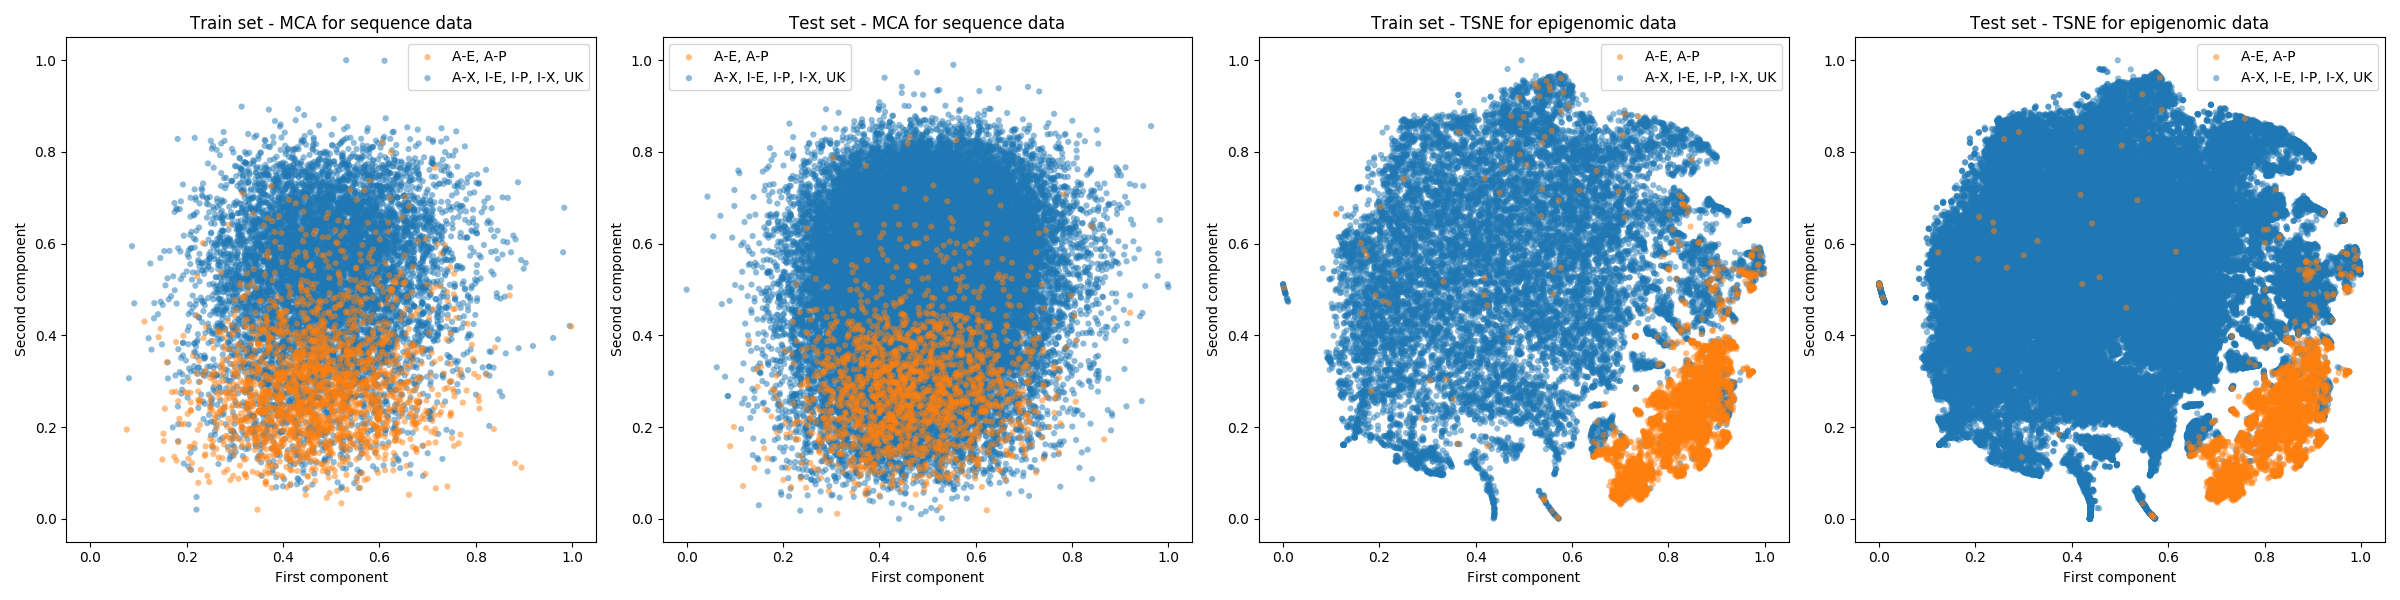 Train set - MCA for sequence data
A-E, A-P
A-X, I-E, I-P, I-X, UK
1.0
0.8
0.6
0.4
0.2
0.0
Second component
0.0 0.2 0.4 0.6 0.8 1.0
First component
Test set - MCA for sequence data
A-E, A-P
A-X, I-E, I-P, I-X, UK
1.0
0.8
0.6
0.4
0.2
0.0
Second component
0.0 0.2 0.4 0.6 0.8 1.0
First component
Train set - TSNE for epigenomic data
A-E, A-P
A-X, I-E, I-P, I-X, UK
1.0
0.8
0.6
0.4
0.2
0.0
Second component
0.0 0.2 0.4 0.6 0.8 1.0
First component
Test set - TSNE for epigenomic data
A-E, A-P
A-X, I-E, I-P, I-X, UK
1.0
0.8
0.6
0.4
0.2
0.0
Second component
0.0 0.2 0.4 0.6 0.8 1.0
First component